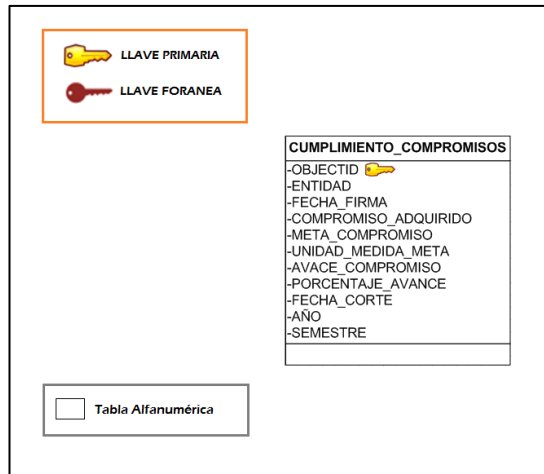 LLAVE PRIMARIA
LLAVE FORANEA
CUMPLIMIENTO_COMPROMISOS
-OBJECTID
-ENTIDAD
-FECHA_FIRMA
-COMPROMISO_ADQUIRIDO
-META_COMPROMISO
-UNIDAD_MEDIDA_META
-AVACE_COMPROMISO
-PORCENTAJE_AVANCE
-FECHA_CORTE
-AÑO
-SEMESTRE
Tabla Alfanumérica